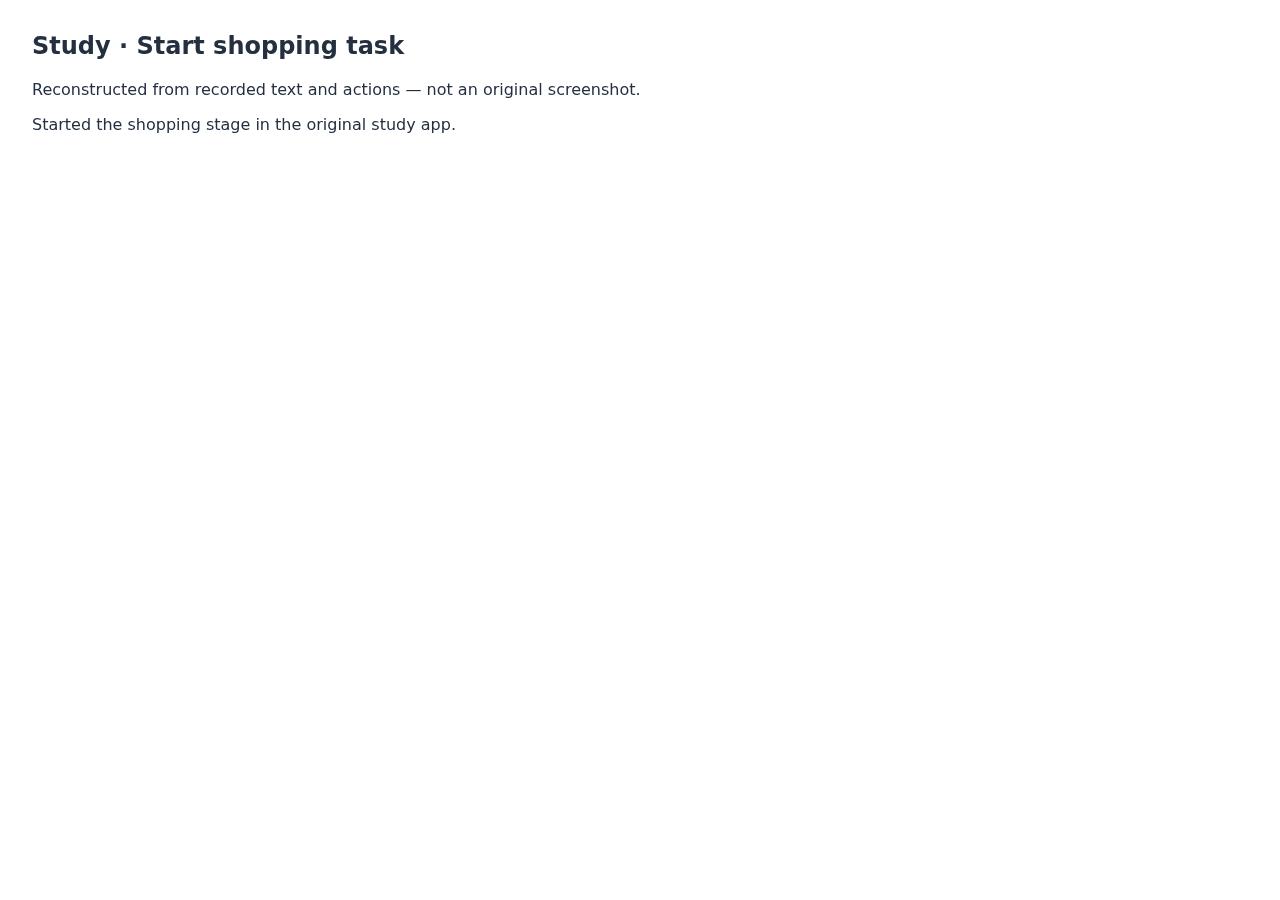 Study · Start shopping task
Reconstructed from recorded text and actions — not an original screenshot.
Started the shopping stage in the original study app.